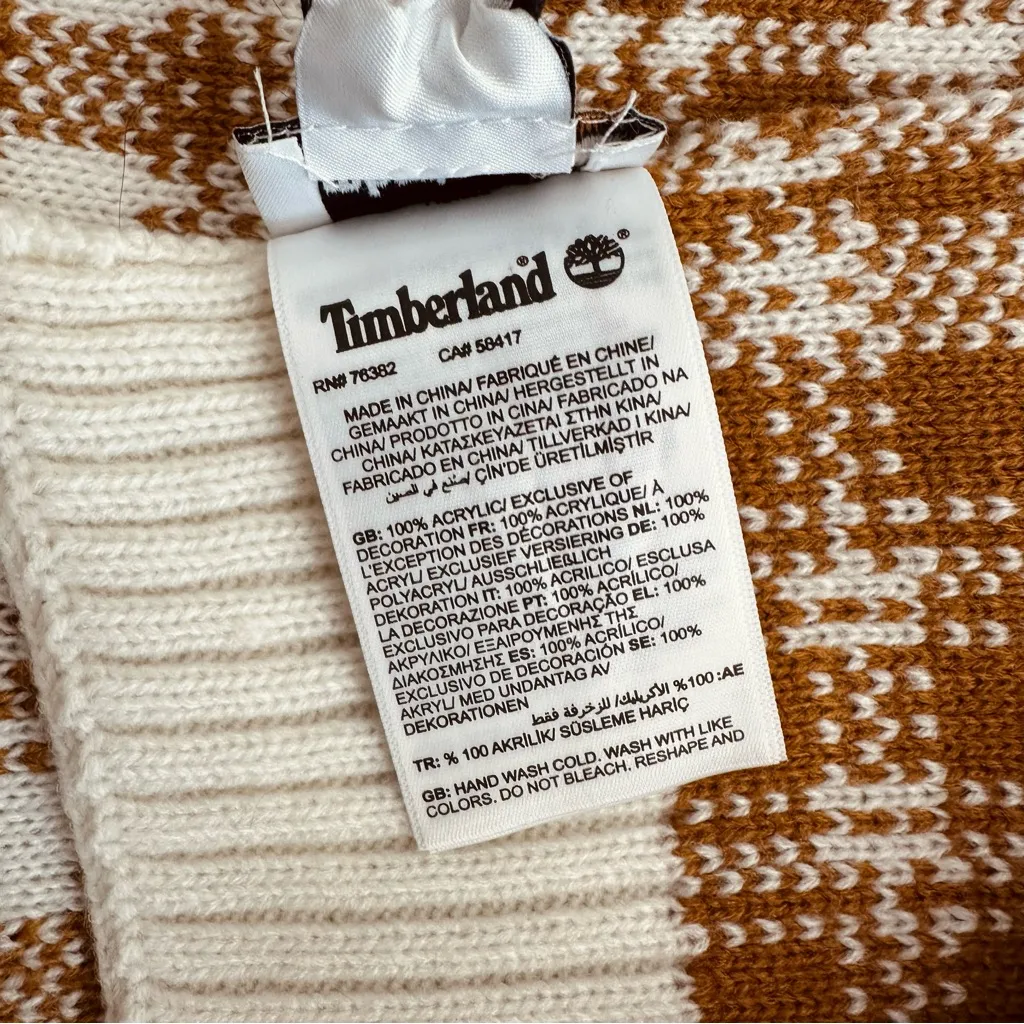 Timberland® ®
RN# 76382 CA# 58417
MADE IN CHINA/ FABRIQUÉ EN CHINE/
GEMAAKT IN CHINA/ HERGESTELLT IN
CHINA/ PRODOTTO IN CINA/ FABRICADO NA
CHINA/ ΚΑΤΑΣΚΕΥΑΖΕΤΑΙ ΣΤΗΝ ΚΙΝΑ/
FABRICADO EN CHINA/ TILLVERKAD I KINA/
صنع في الصين/ ÇİN'DE ÜRETİLMİŞTİR
GB: 100% ACRYLIC/ EXCLUSIVE OF
DECORATION FR: 100% ACRYLIQUE/ À
L'EXCEPTION DES DÉCORATIONS NL: 100%
ACRYL/ EXCLUSIEF VERSIERING DE: 100%
POLYACRYL/ AUSSCHLIEßLICH
DEKORATION IT: 100% ACRILICO/ ESCLUSA
LA DECORAZIONE PT: 100% ACRÍLICO/
EXCLUSIVO PARA DECORAÇÃO EL: 100%
ΑΚΡΥΛΙΚΟ/ ΕΞΑΙΡΟΥΜΕΝΗΣ ΤΗΣ
ΔΙΑΚΟΣΜΗΣΗΣ ES: 100% ACRÍLICO/
EXCLUSIVO DE DECORACIÓN SE: 100%
AKRYL/ MED UNDANTAG AV
DEKORATIONEN
AE: 100% الأكريليك/ للزخرفة فقط
TR: % 100 AKRİLİK/ SÜSLEME HARİÇ
GB: HAND WASH COLD. WASH WITH LIKE
COLORS. DO NOT BLEACH. RESHAPE AND